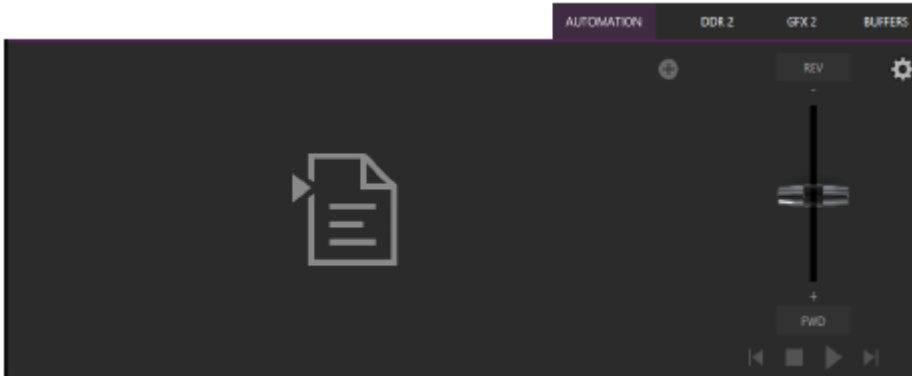 AUTOMATION DDR 2 GFX 2 BUFFERS
REV
-
+
FWD